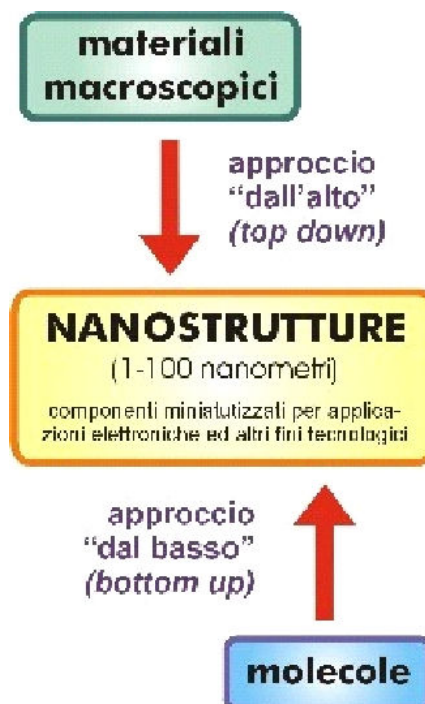 materiali
macroscopici
approccio
"dall'alto"
(top down)
NANOSTRUTTURE
(1-100 nanometri)
componenti miniatutizzati per applica-
zioni elettroniche ed altri fini tecnologici
approccio
"dal basso"
(bottom up)
molecole